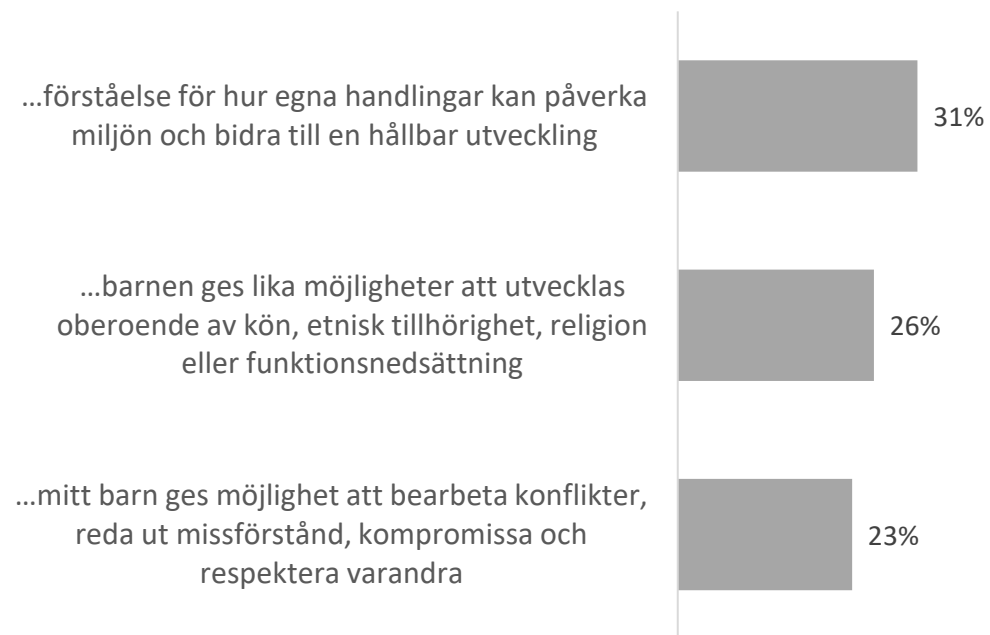 …förståelse för hur egna handlingar kan påverka
miljön och bidra till en hållbar utveckling
31%
…barnen ges lika möjligheter att utvecklas
oberoende av kön, etnisk tillhörighet, religion
eller funktionsnedsättning
26%
…mitt barn ges möjlighet att bearbeta konflikter,
reda ut missförstånd, kompromissa och
respektera varandra
23%